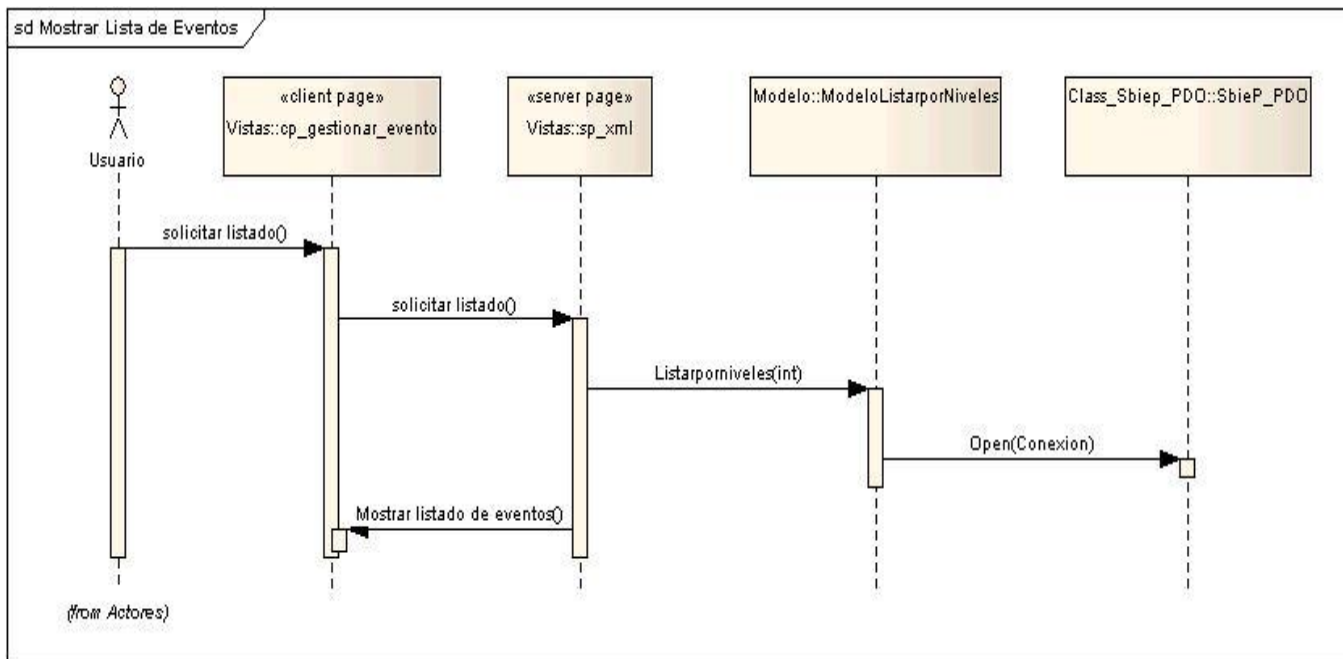 sd Mostrar Lista de Eventos
Usuario
«client page»
Vistas::cp_gestionar_evento
«server page»
Vistas::sp_xml
Modelo::ModeloListarporNiveles
Class_Sbiep_PDO::SbieP_PDO
solicitar listado()
solicitar listado()
Listarporniveles(int)
Open(Conexion)
Mostrar listado de eventos()
(from Actores)